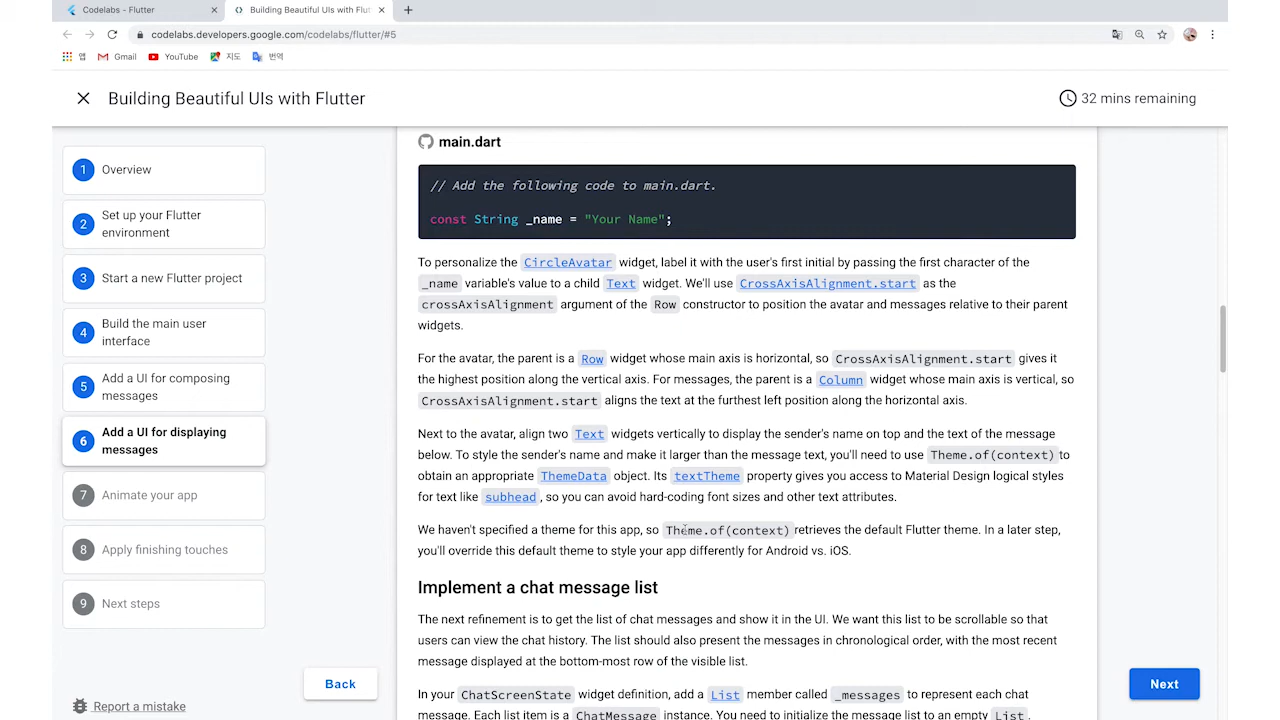 Codelabs - Flutter
Building Beautiful UIs with Flut
codelabs.developers.google.com/codelabs/flutter/#5
앱 Gmail YouTube 지도 번역
Building Beautiful UIs with Flutter
32 mins remaining
1 Overview
2 Set up your Flutter
environment
3 Start a new Flutter project
4 Build the main user
interface
5 Add a UI for composing
messages
6 Add a UI for displaying
messages
7 Animate your app
8 Apply finishing touches
9 Next steps
Report a mistake
main.dart
// Add the following code to main.dart.
const String _name = "Your Name";
To personalize the CircleAvatar widget, label it with the user's first initial by passing the first character of the
_name variable's value to a child Text widget. We'll use CrossAxisAlignment.start as the
crossAxisAlignment argument of the Row constructor to position the avatar and messages relative to their parent
widgets.
For the avatar, the parent is a Row widget whose main axis is horizontal, so CrossAxisAlignment.start gives it
the highest position along the vertical axis. For messages, the parent is a Column widget whose main axis is vertical, so
CrossAxisAlignment.start aligns the text at the furthest left position along the horizontal axis.
Next to the avatar, align two Text widgets vertically to display the sender's name on top and the text of the message
below. To style the sender's name and make it larger than the message text, you'll need to use Theme.of(context) to
obtain an appropriate ThemeData object. Its textTheme property gives you access to Material Design logical styles
for text like subhead, so you can avoid hard-coding font sizes and other text attributes.
We haven't specified a theme for this app, so Theme.of(context) retrieves the default Flutter theme. In a later step,
you'll override this default theme to style your app differently for Android vs. iOS.
Implement a chat message list
The next refinement is to get the list of chat messages and show it in the UI. We want this list to be scrollable so that
users can view the chat history. The list should also present the messages in chronological order, with the most recent
message displayed at the bottom-most row of the visible list.
In your ChatScreenState widget definition, add a List member called _messages to represent each chat
message. Each list item is a ChatMessage instance. You need to initialize the message list to an empty List.
Back
Next